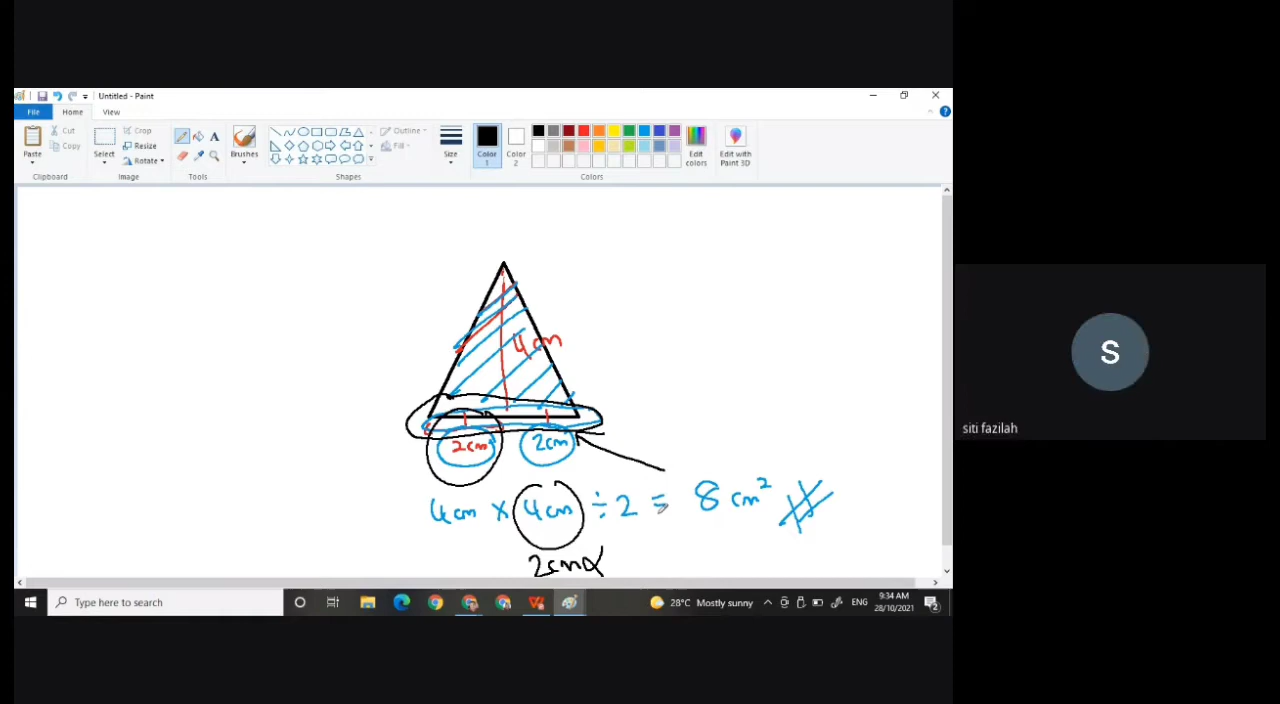 Untitled - Paint
File Home View
Paste
Cut
Copy
Clipboard
Select
Crop
Resize
Rotate
Image
Tools
Brushes
Outline
Fill
Shapes
Size
Color 1
Color 2
Edit colors
Colors
Edit with Paint 3D
4cm
2cm 2cm
4cm x 4cm ÷ 2 = 8 cm²
2cm
S
siti fazilah
Type here to search
28°C Mostly sunny
ENG
9:34 AM
28/10/2021
2